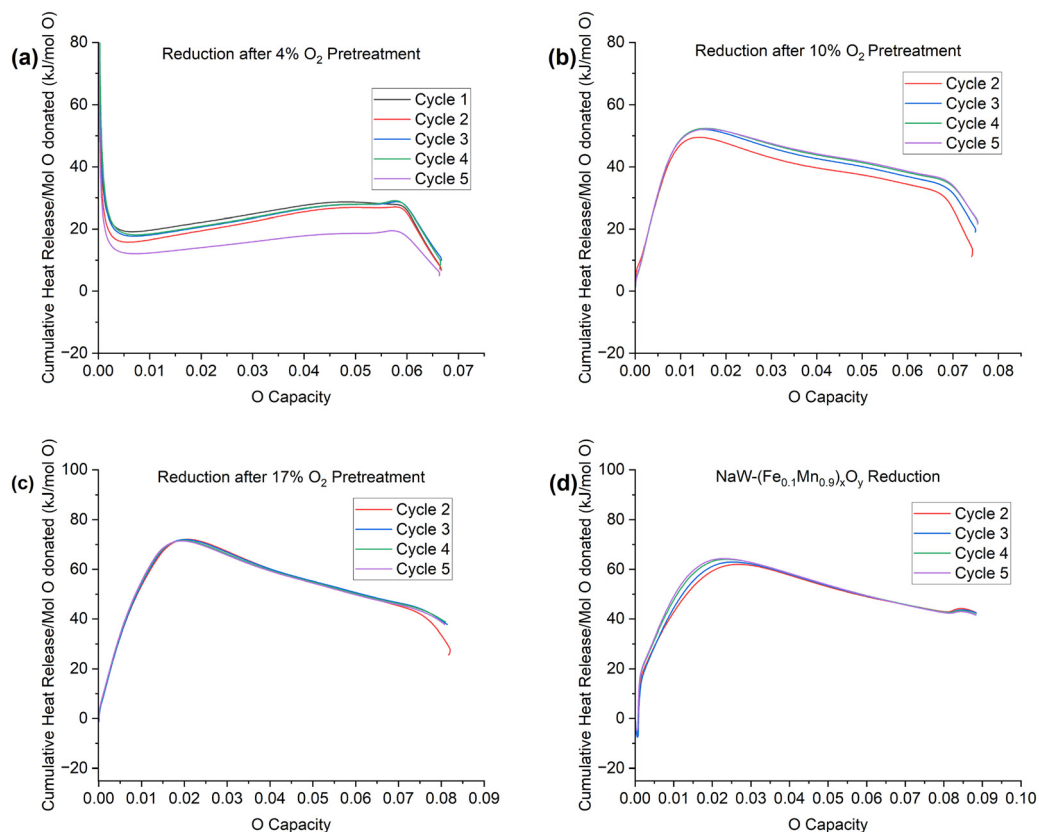 (a)
Reduction after 4% O₂ Pretreatment
Cumulative Heat Release/Mol O donated (kJ/mol O)
80
60
40
20
0
−20
Cycle 1
Cycle 2
Cycle 3
Cycle 4
Cycle 5
0.00 0.01 0.02 0.03 0.04 0.05 0.06 0.07
O Capacity
(b)
Reduction after 10% O₂ Pretreatment
Cumulative Heat Release/Mol O donated (kJ/mol O)
80
60
40
20
0
−20
Cycle 2
Cycle 3
Cycle 4
Cycle 5
0.00 0.01 0.02 0.03 0.04 0.05 0.06 0.07 0.08
O Capacity
(c)
Reduction after 17% O₂ Pretreatment
Cumulative Heat Release/Mol O donated (kJ/mol O)
100
80
60
40
20
0
−20
Cycle 2
Cycle 3
Cycle 4
Cycle 5
0.00 0.01 0.02 0.03 0.04 0.05 0.06 0.07 0.08 0.09
O Capacity
(d)
NaW-(Fe₀.₁Mn₀.₉)ₓOᵧ Reduction
Cumulative Heat Release/Mol O donated (kJ/mol O)
100
80
60
40
20
0
−20
Cycle 2
Cycle 3
Cycle 4
Cycle 5
0.00 0.01 0.02 0.03 0.04 0.05 0.06 0.07 0.08 0.09 0.10
O Capacity